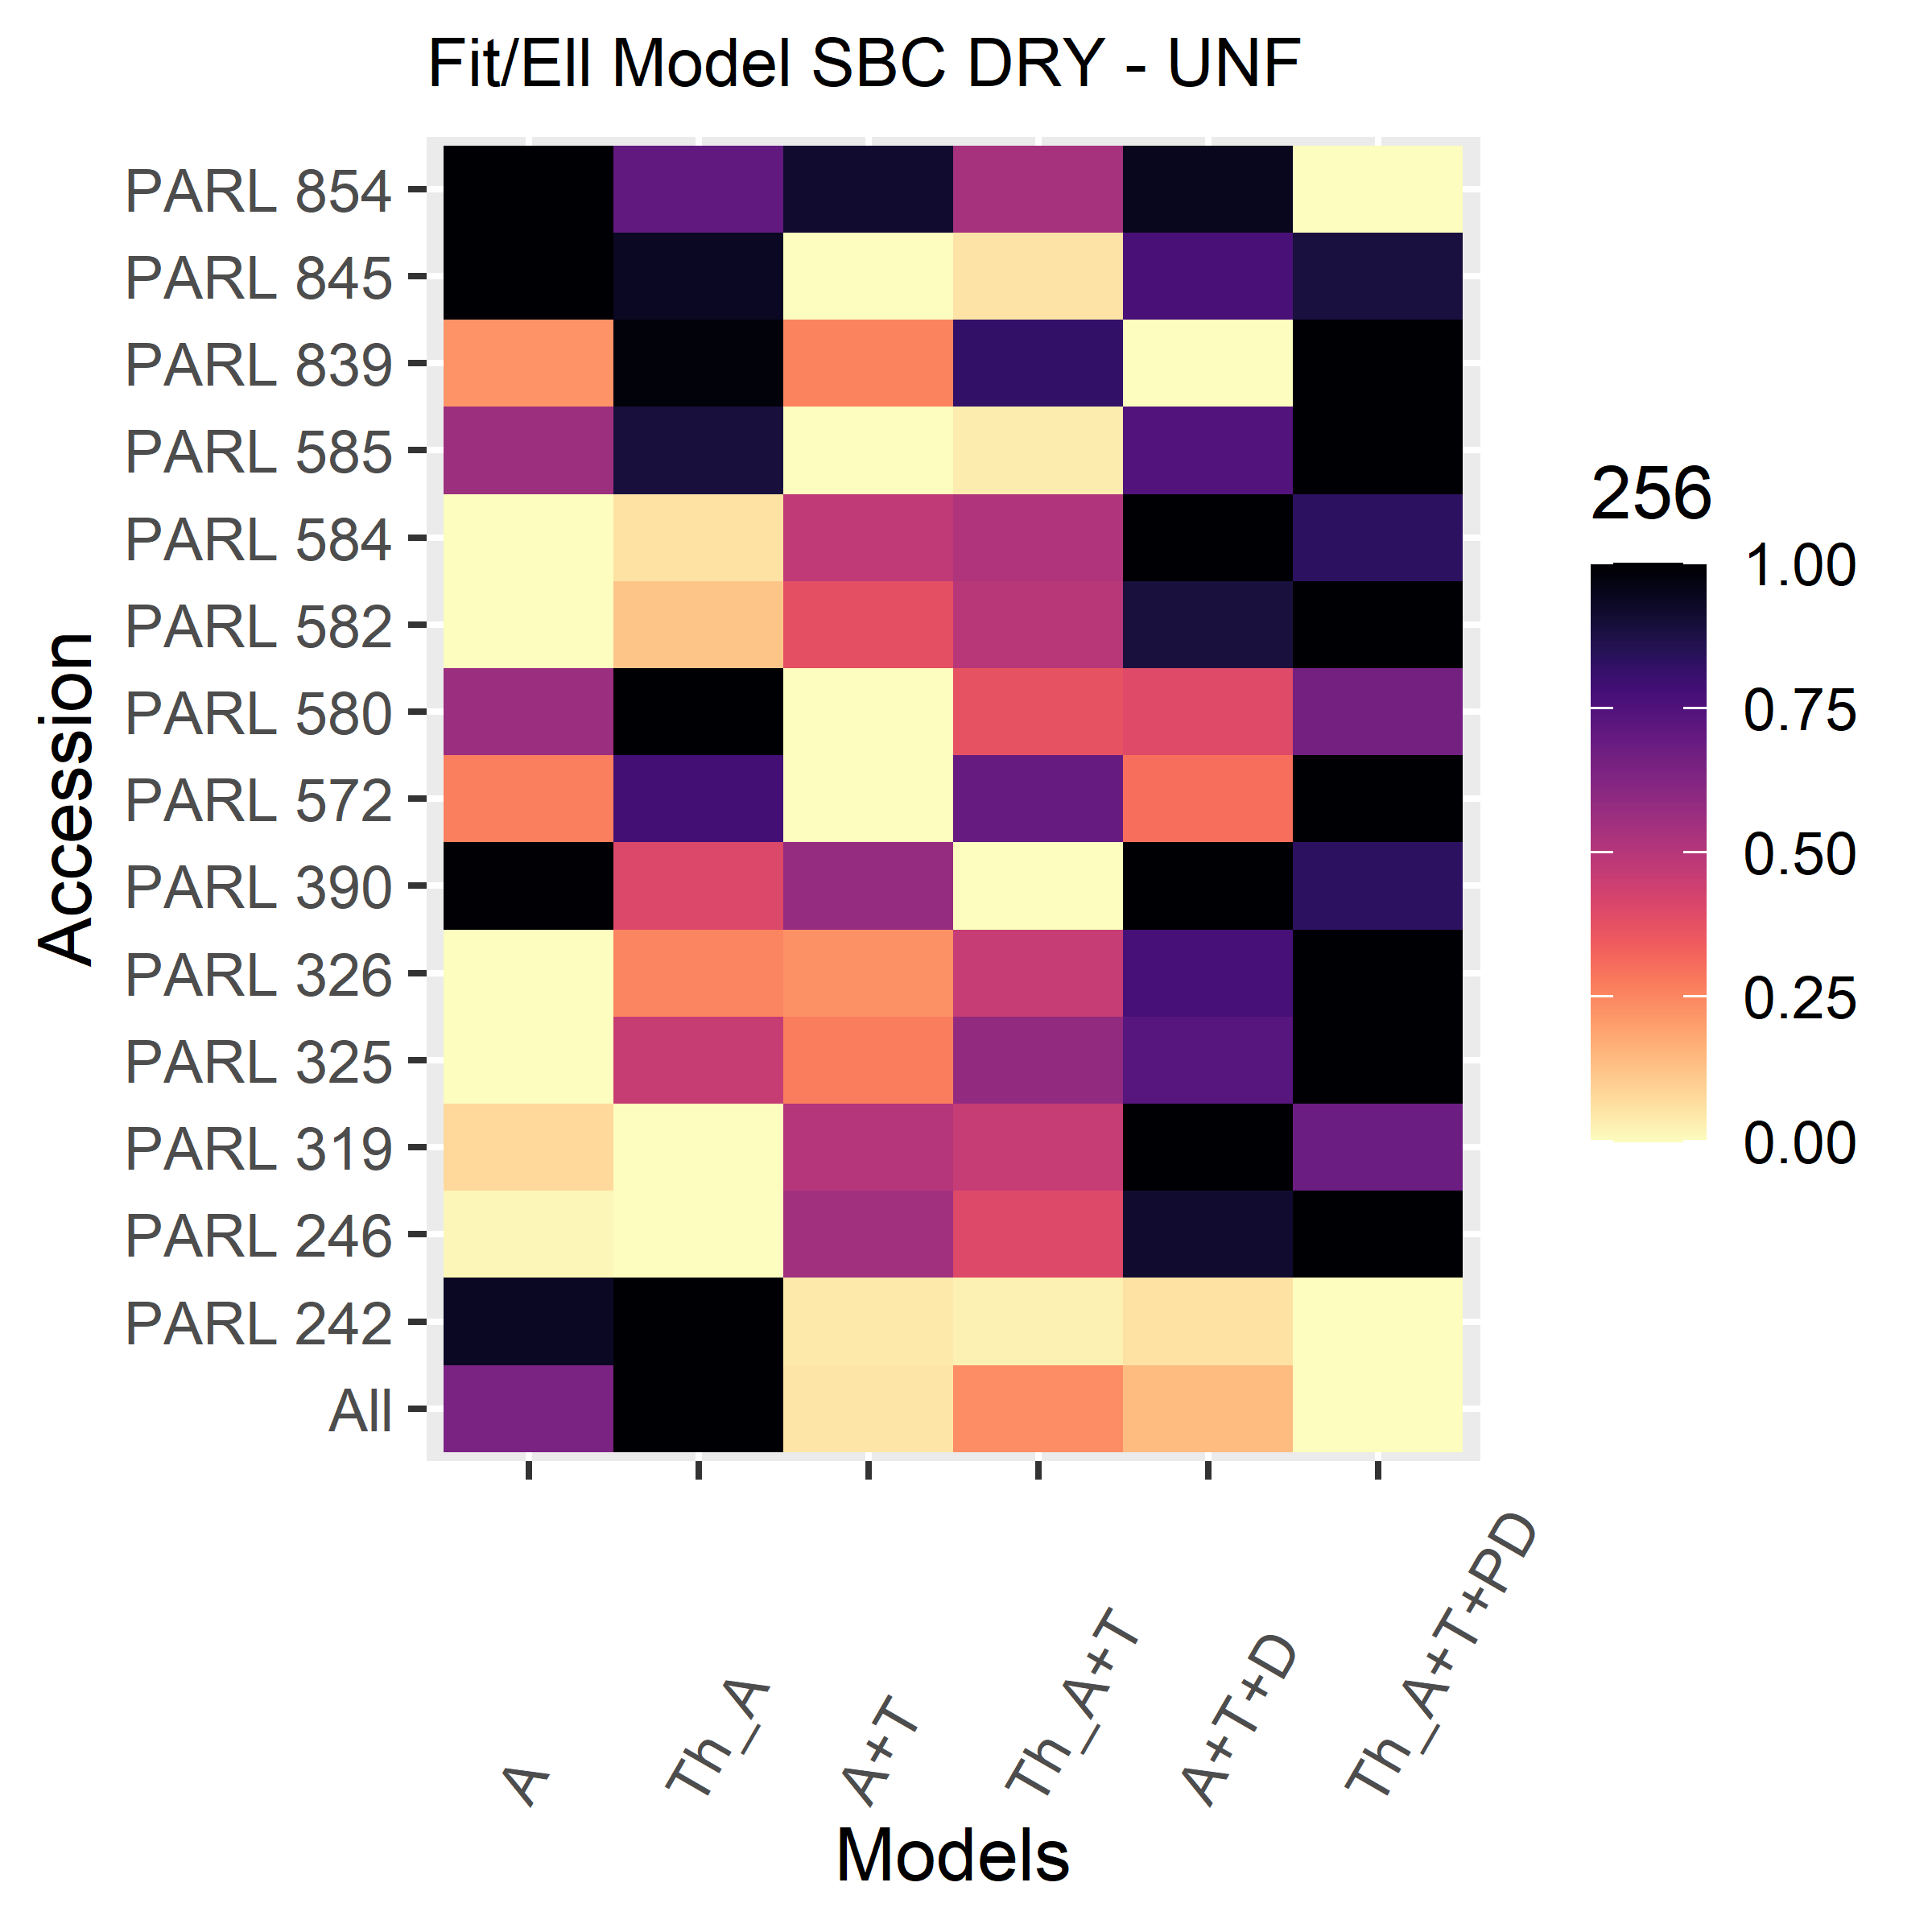 Fit/Ell Model SBC DRY - UNF
Accession
PARL 854
PARL 845
PARL 839
PARL 585
PARL 584
PARL 582
PARL 580
PARL 572
PARL 390
PARL 326
PARL 325
PARL 319
PARL 246
PARL 242
All
A
Th_A
A+T
Th_A+T
A+T+D
Th_A+T+PD
Models
256
1.00
0.75
0.50
0.25
0.00